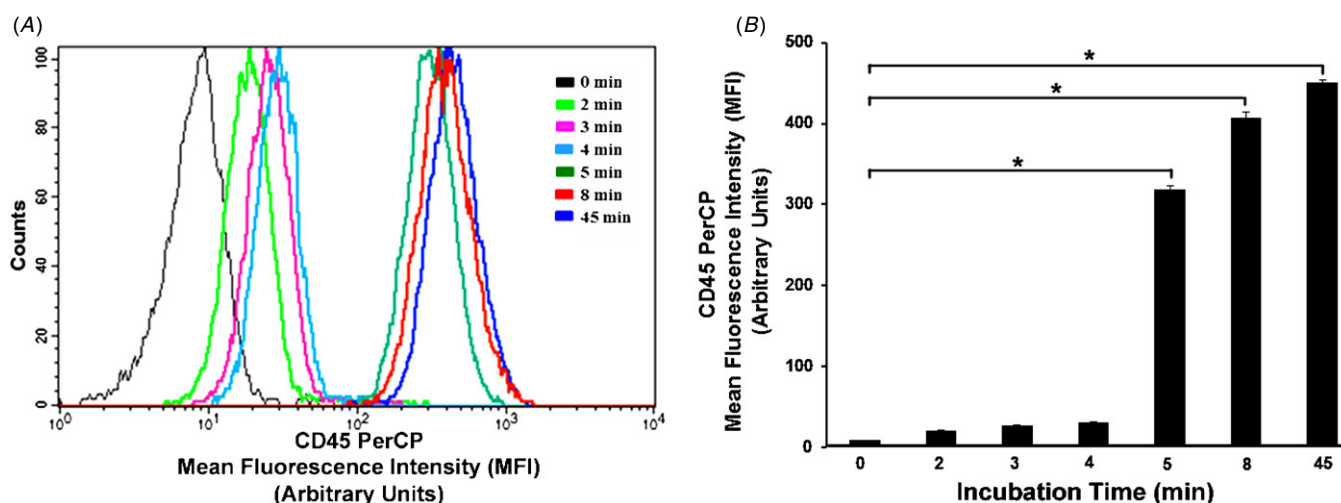 (A)
Counts
100
80
60
40
20
0
0 min
2 min
3 min
4 min
5 min
8 min
45 min
10^0
10^1
10^2
10^3
10^4
CD45 PerCP
Mean Fluorescence Intensity (MFI)
(Arbitrary Units)
(B)
CD45 PerCP
Mean Fluorescence Intensity (MFI)
(Arbitrary Units)
500
400
300
200
100
0
*
*
*
0 2 3 4 5 8 45
Incubation Time (min)